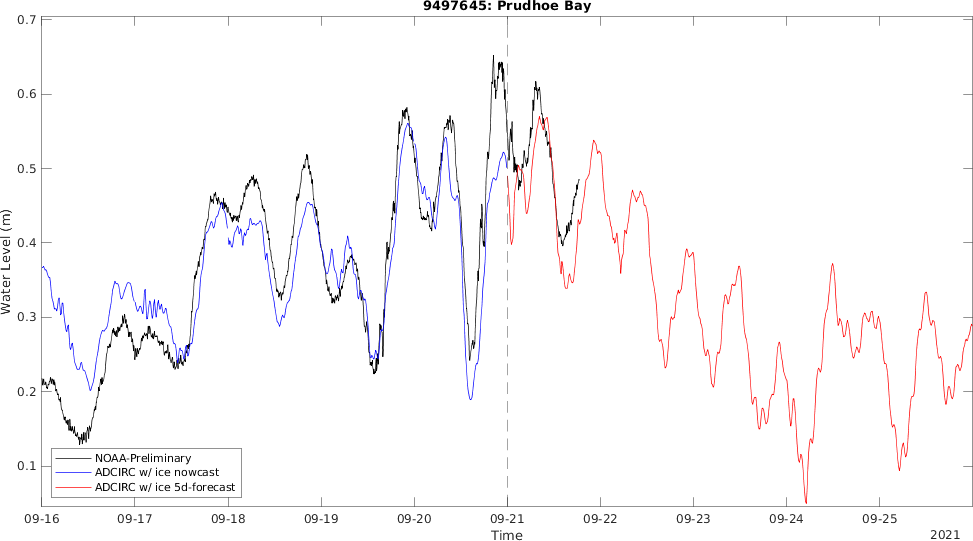 9497645: Prudhoe Bay
0.7
0.6
0.5
0.4
0.3
0.2
0.1
Water Level (m)
NOAA-Preliminary
ADCIRC w/ ice nowcast
ADCIRC w/ ice 5d-forecast
09-16 09-17 09-18 09-19 09-20 09-21 09-22 09-23 09-24 09-25
Time
2021